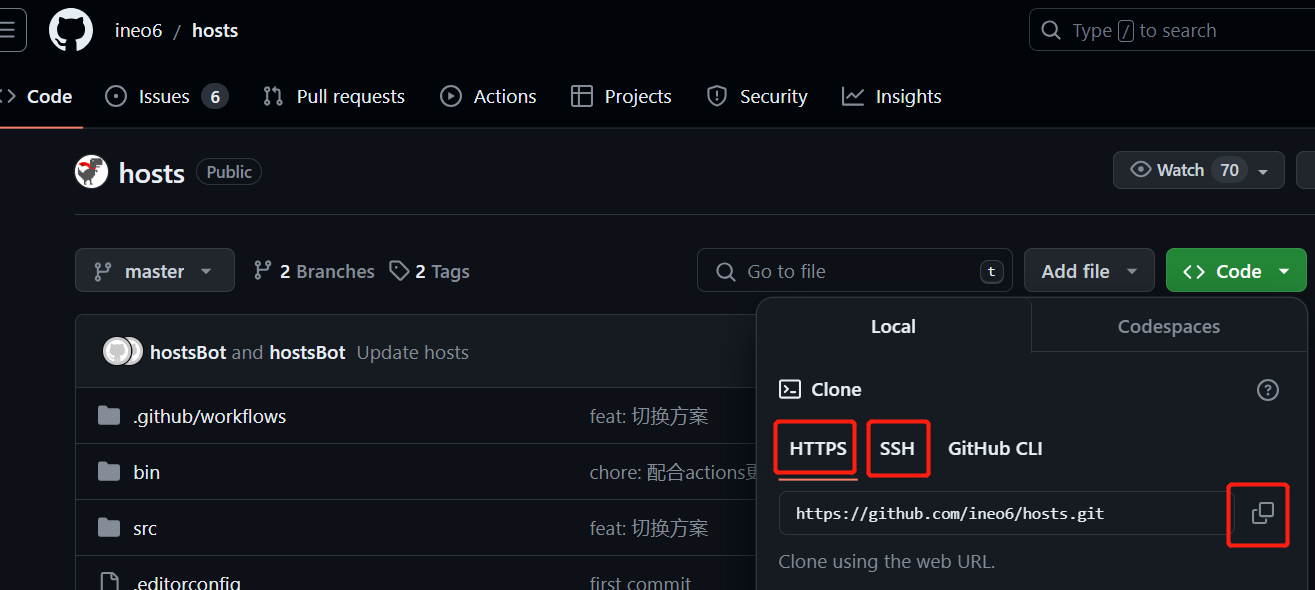 ineo6 / hosts Type / to search
Code Issues 6 Pull requests Actions Projects Security Insights
hosts Public Watch 70
master 2 Branches 2 Tags Go to file t Add file Code
Local Codespaces
hostsBot and hostsBot Update hosts
Clone
.github/workflows feat: 切换方案
HTTPS SSH GitHub CLI
bin chore: 配合actions更
https://github.com/ineo6/hosts.git
src feat: 切换方案
Clone using the web URL.
.editorconfig first commit